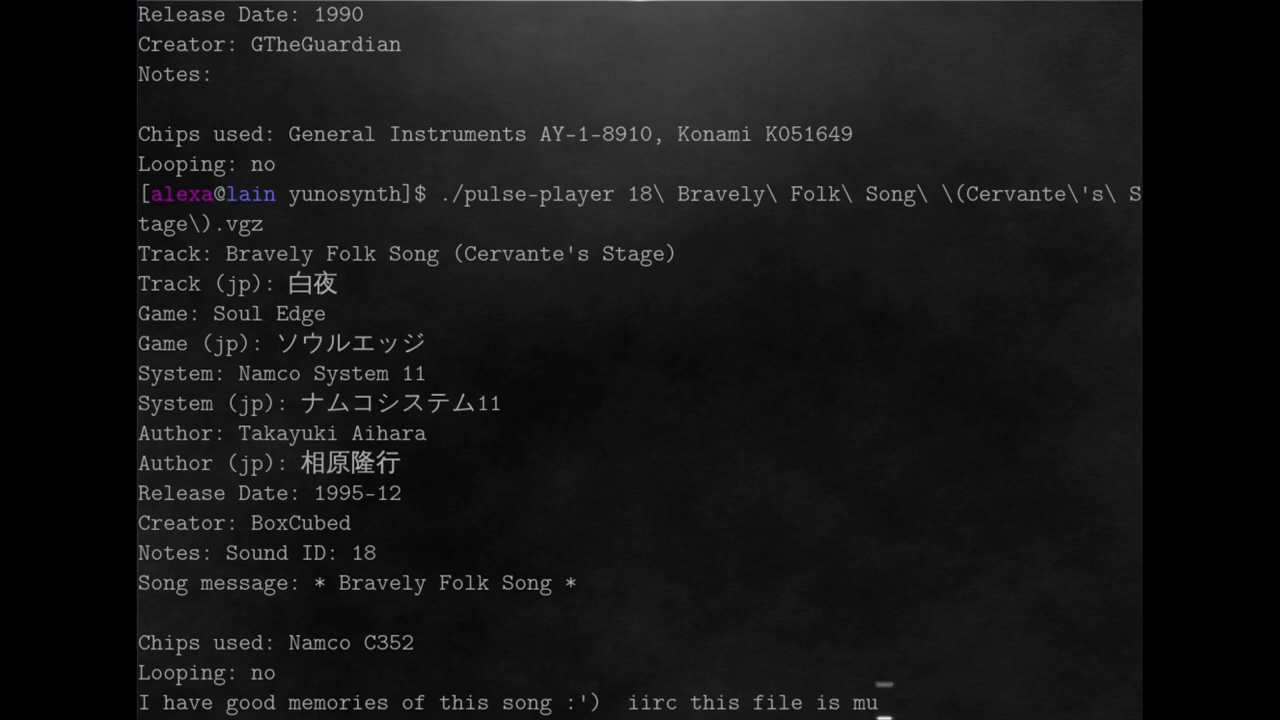 Release Date: 1990
Creator: GTheGuardian
Notes:
Chips used: General Instruments AY-1-8910, Konami K051649
Looping: no
[alexa@lain yunosynth]$ ./pulse-player 18\ Bravely\ Folk\ Song\ \(Cervante\'s\ S
tage\).vgz
Track: Bravely Folk Song (Cervante's Stage)
Track (jp): 白夜
Game: Soul Edge
Game (jp): ソウルエッジ
System: Namco System 11
System (jp): ナムコシステム11
Author: Takayuki Aihara
Author (jp): 相原隆行
Release Date: 1995-12
Creator: BoxCubed
Notes: Sound ID: 18
Song message: * Bravely Folk Song *
Chips used: Namco C352
Looping: no
I have good memories of this song :')  iirc this file is mu